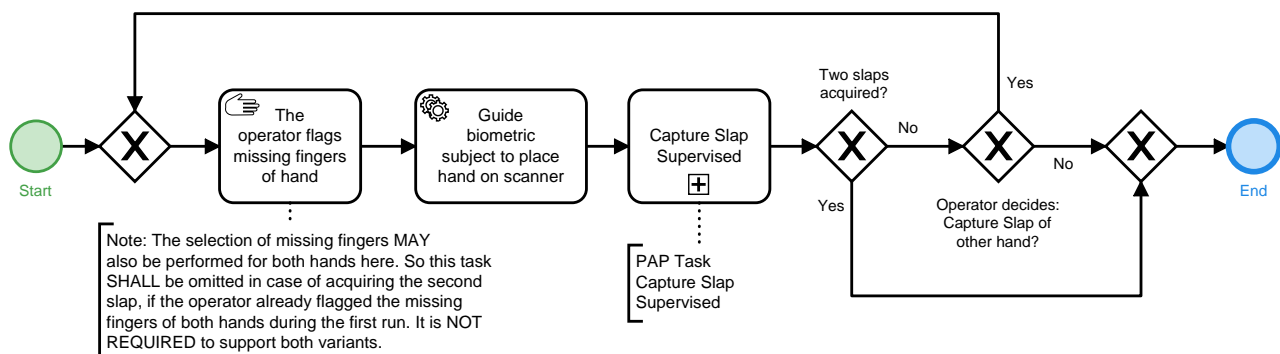 Start
The
operator flags
missing fingers
of hand
Guide
biometric
subject to place
hand on scanner
Capture Slap
Supervised
Two slaps
acquired?
No
Yes
Yes
No
Operator decides:
Capture Slap of
other hand?
End
Note: The selection of missing fingers MAY
also be performed for both hands here. So this task
SHALL be omitted in case of acquiring the second
slap, if the operator already flagged the missing
fingers of both hands during the first run. It is NOT
REQUIRED to support both variants.
PAP Task
Capture Slap
Supervised